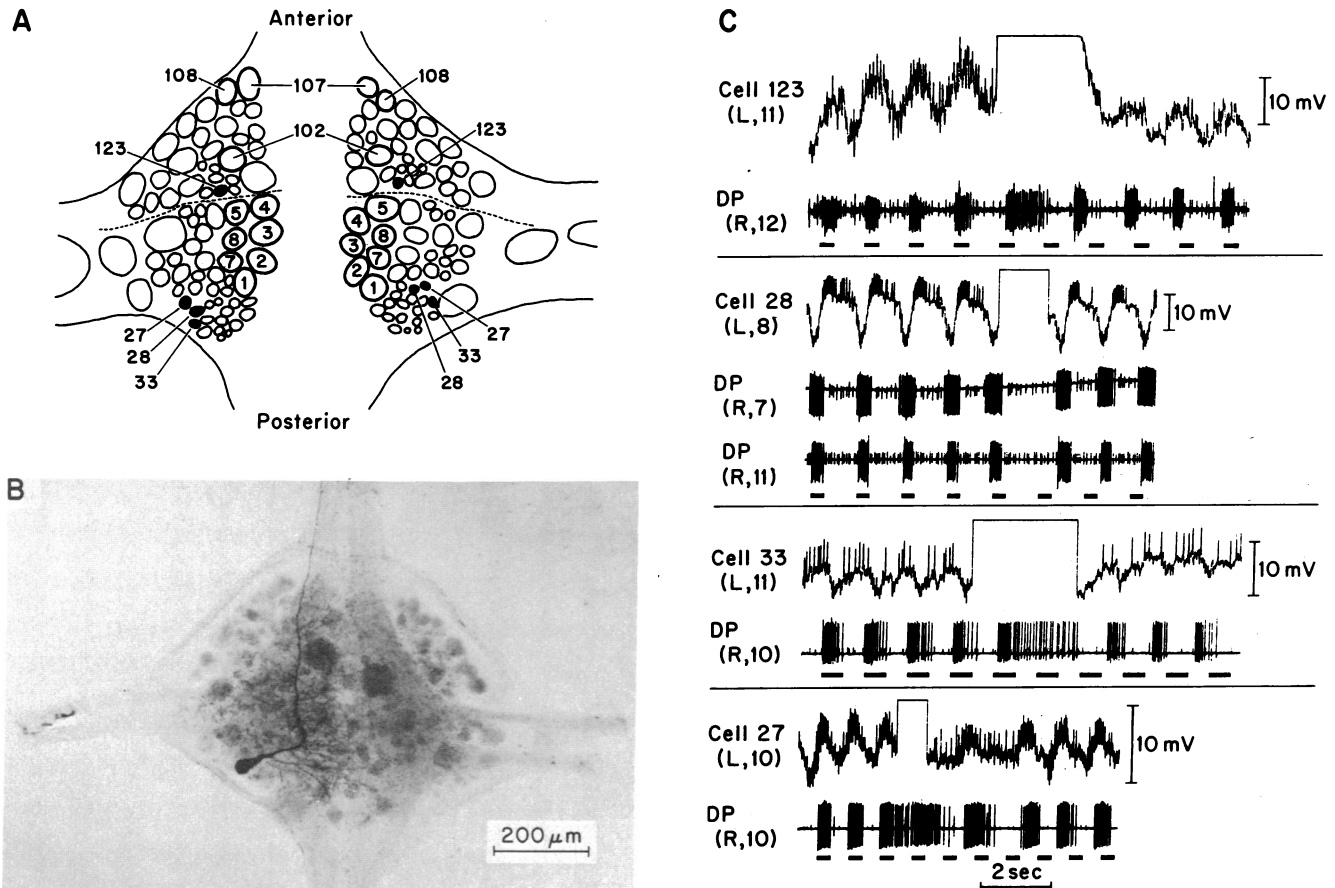 A
Anterior
108
107
108
102
123
123
5 4
8 3
7 2
1
5
4 8
3 7
2 1
27
28
33
27
33
28
Posterior
B
200 μm
C
Cell 123
(L,11)
10 mV
DP
(R,12)
Cell 28
(L,8)
10 mV
DP
(R,7)
DP
(R,11)
Cell 33
(L,11)
10 mV
DP
(R,10)
Cell 27
(L,10)
10 mV
DP
(R,10)
2 sec